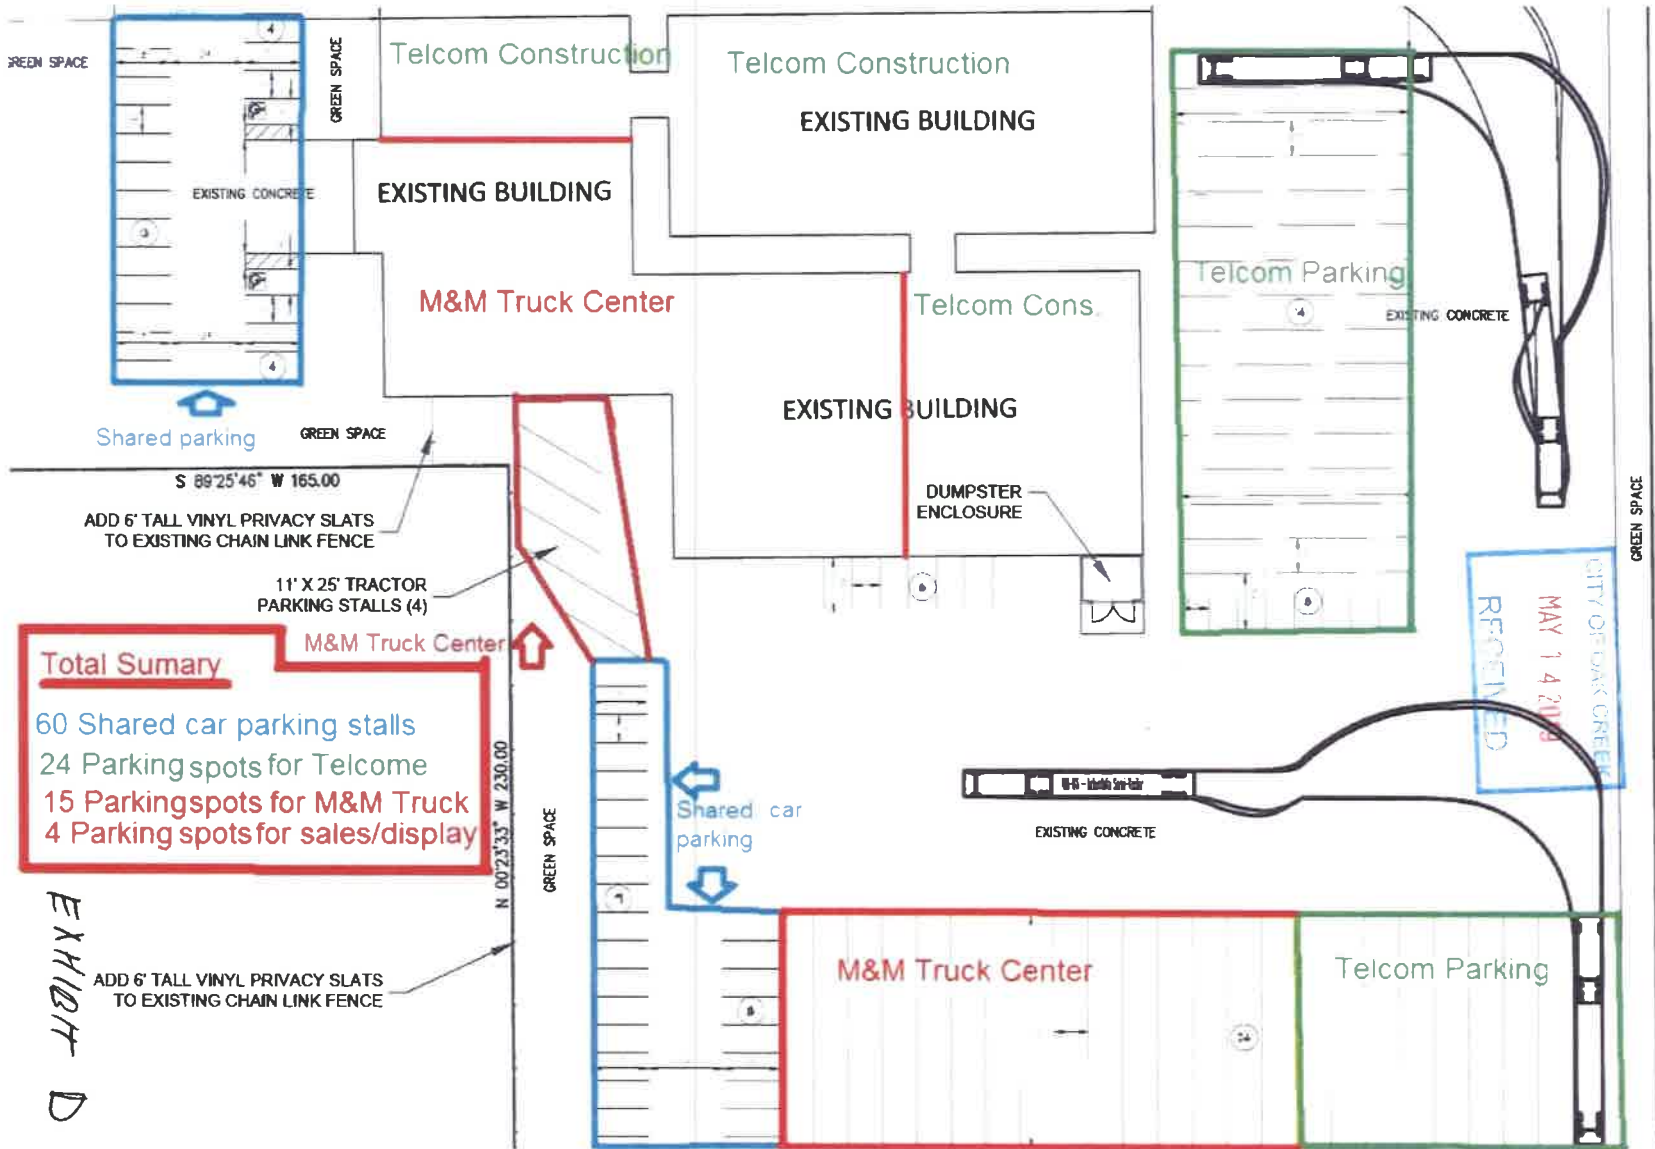 GREEN SPACE
4
GREEN SPACE
Telcom Construction
Telcom Construction
EXISTING BUILDING
EXISTING CONCRETE
EXISTING BUILDING
M&M Truck Center
Telcom Cons.
Telcom Parking
EXISTING CONCRETE
4
EXISTING BUILDING
Shared parking
GREEN SPACE
S 89°25'46" W 165.00
ADD 6' TALL VINYL PRIVACY SLATS
TO EXISTING CHAIN LINK FENCE
DUMPSTER
ENCLOSURE
GREEN SPACE
11' X 25' TRACTOR
PARKING STALLS (4)
M&M Truck Center
CITY OF OAK CREEK
MAY 14 2019
RECEIVED
Total Sumary
60 Shared car parking stalls
24 Parking spots for Telcome
15 Parking spots for M&M Truck
4 Parking spots for sales/display
N 00°23'33" W 230.00
GREEN SPACE
Shared car
parking
EXISTING CONCRETE
EXHIBIT D
ADD 6' TALL VINYL PRIVACY SLATS
TO EXISTING CHAIN LINK FENCE
M&M Truck Center
Telcom Parking